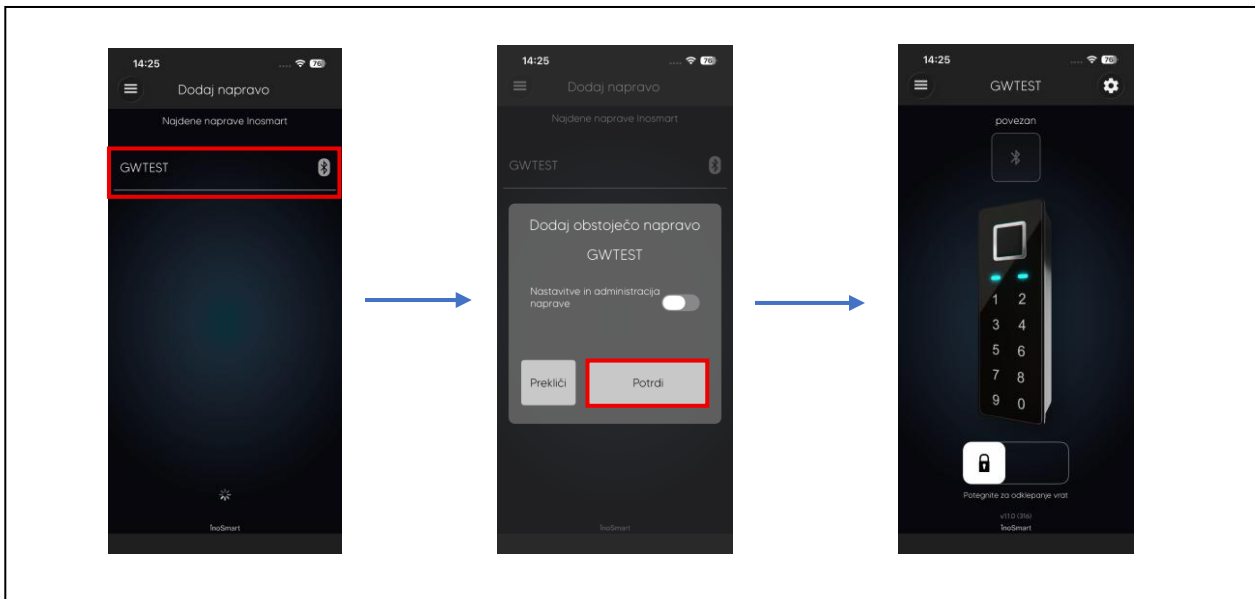 14:25
76
Dodaj napravo
Najdene naprave Inosmart
GWTEST
InoSmart
14:25
76
Dodaj napravo
Najdene naprave Inosmart
GWTEST
Dodaj obstoječo napravo
GWTEST
Nastavitve in administracija
naprave
Prekliči
Potrdi
InoSmart
14:25
76
GWTEST
povezan
1 2
3 4
5 6
7 8
9 0
Potegnite za odklepanje vrat
v1.1.0 (316)
InoSmart